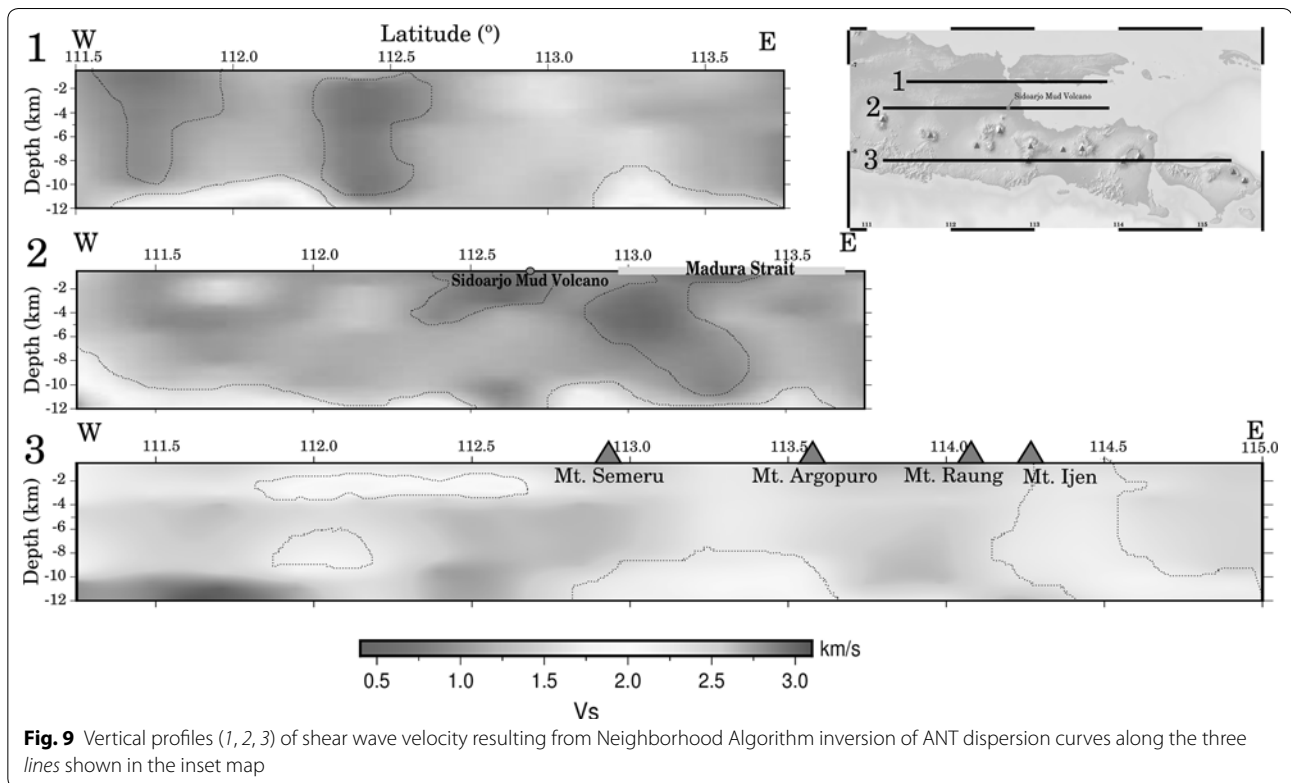 1
W
Latitude (º)
E
111.5 112.0 112.5 113.0 113.5
Depth (km)
-2
-4
-6
-8
-10
-12
1
2
3
Sidoarjo Mud Volcano
111 112 113 114 115
2
W
E
111.5 112.0 112.5 113.0 113.5
Sidoarjo Mud Volcano
Madura Strait
Depth (km)
-2
-4
-6
-8
-10
-12
3
W
E
111.5 112.0 112.5 113.0 113.5 114.0 114.5 115.0
Mt. Semeru Mt. Argopuro Mt. Raung Mt. Ijen
Depth (km)
-2
-4
-6
-8
-10
-12
km/s
0.5 1.0 1.5 2.0 2.5 3.0
Vs
Fig. 9 Vertical profiles (1, 2, 3) of shear wave velocity resulting from Neighborhood Algorithm inversion of ANT dispersion curves along the three
lines shown in the inset map